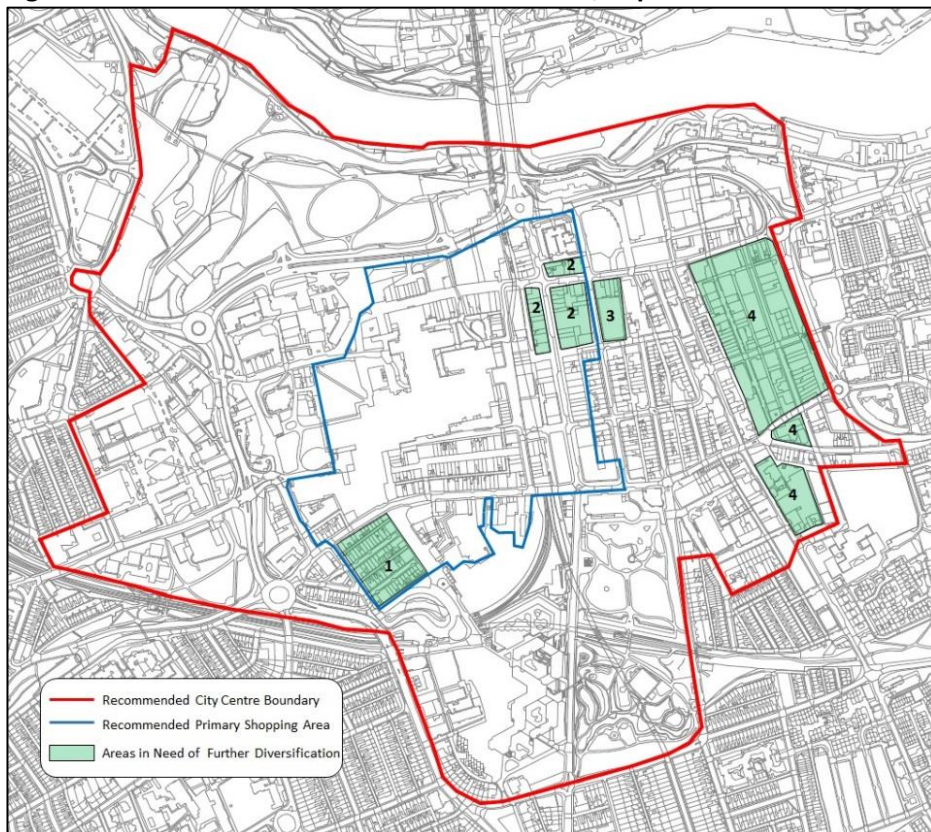 2
2
2
3
4
4
4
1
Recommended City Centre Boundary
Recommended Primary Shopping Area
Areas in Need of Further Diversification